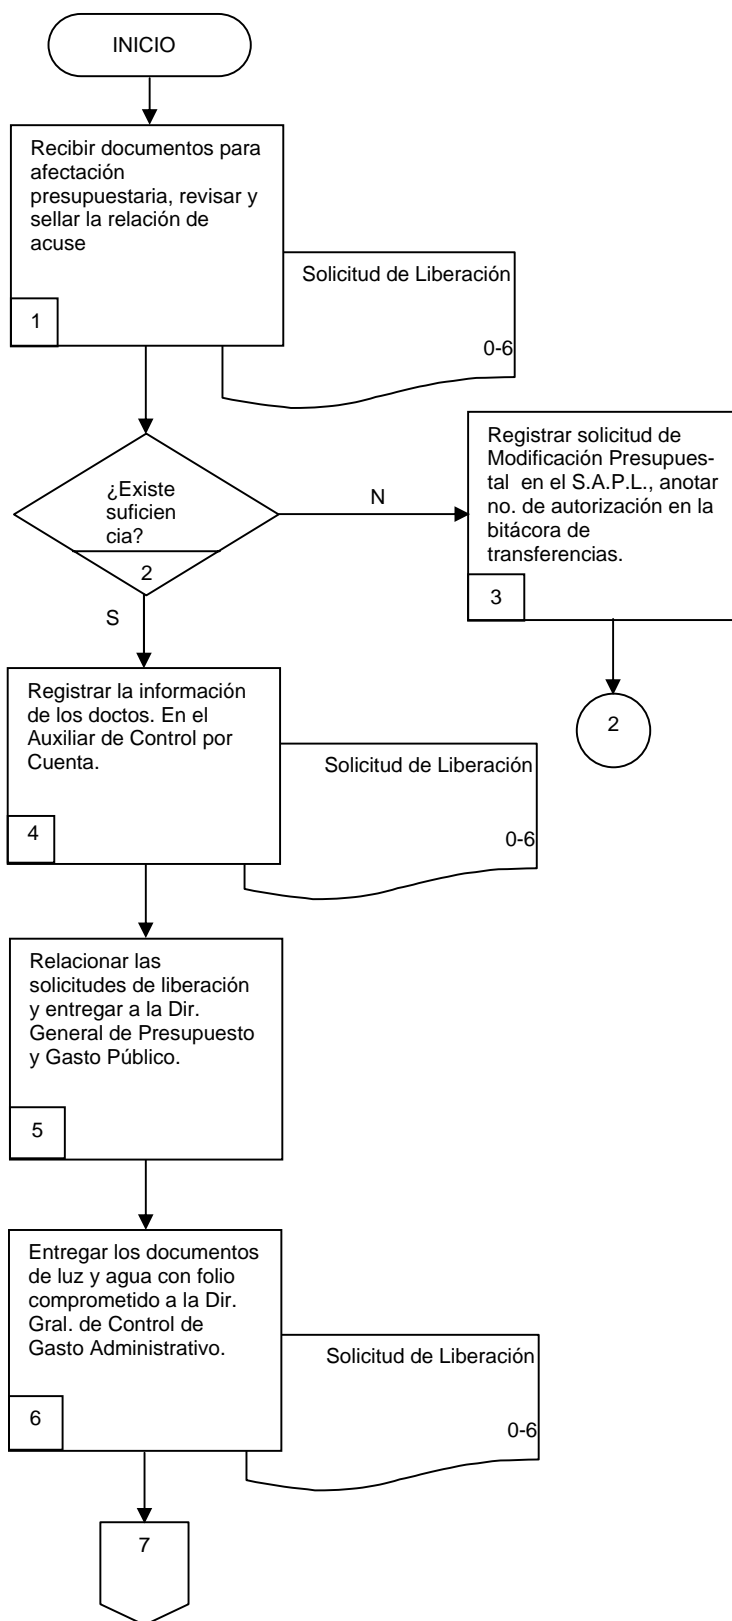 INICIO
Recibir documentos para
afectación
presupuestaria, revisar y
sellar la relación de
acuse
1
Solicitud de Liberación
0-6
¿Existe
suficien
cia?
2
N
S
Registrar solicitud de
Modificación Presupues-
tal en el S.A.P.L., anotar
no. de autorización en la
bitácora de
transferencias.
3
2
Registrar la información
de los doctos. En el
Auxiliar de Control por
Cuenta.
4
Solicitud de Liberación
0-6
Relacionar las
solicitudes de liberación
y entregar a la Dir.
General de Presupuesto
y Gasto Público.
5
Entregar los documentos
de luz y agua con folio
comprometido a la Dir.
Gral. de Control de
Gasto Administrativo.
6
Solicitud de Liberación
0-6
7